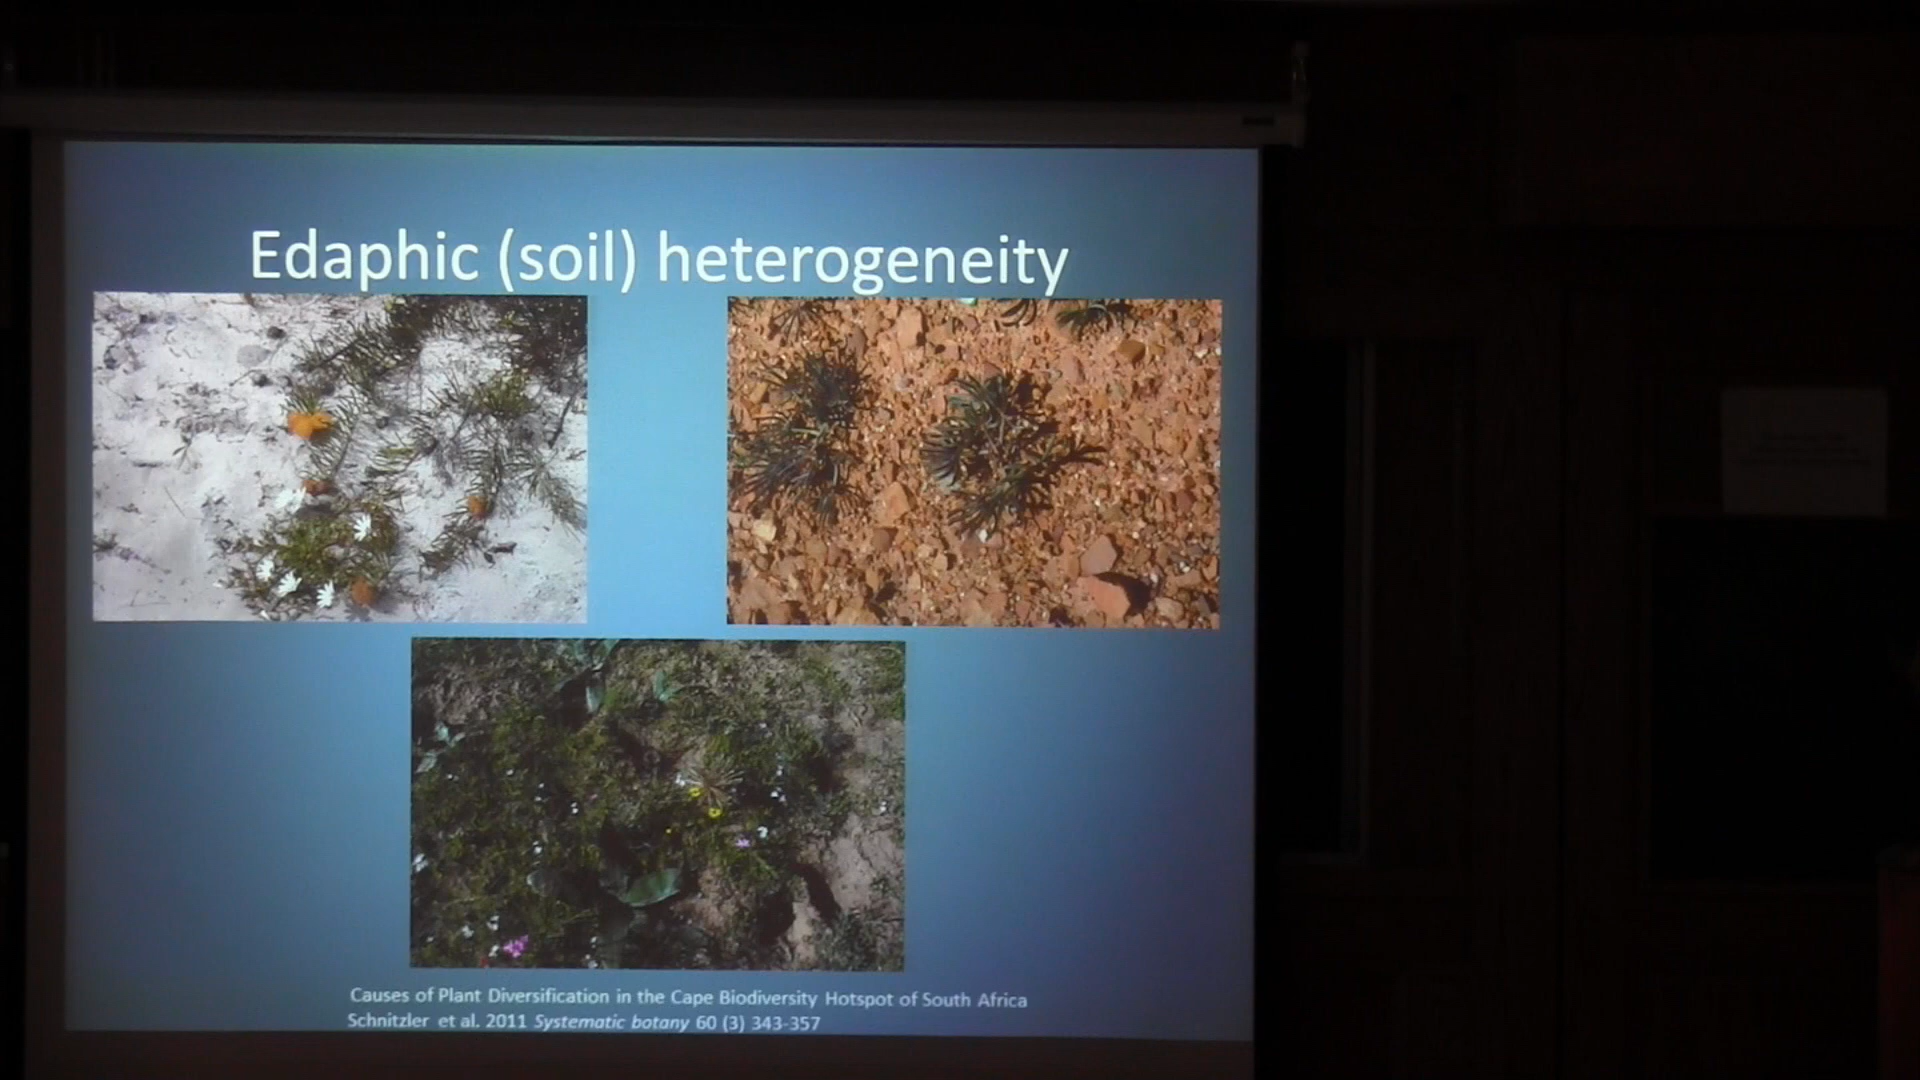 Edaphic (soil) heterogeneity
Causes of Plant Diversification in the Cape Biodiversity Hotspot of South Africa
Schnitzler et al. 2011 Systematic botany 60 (3) 343-357